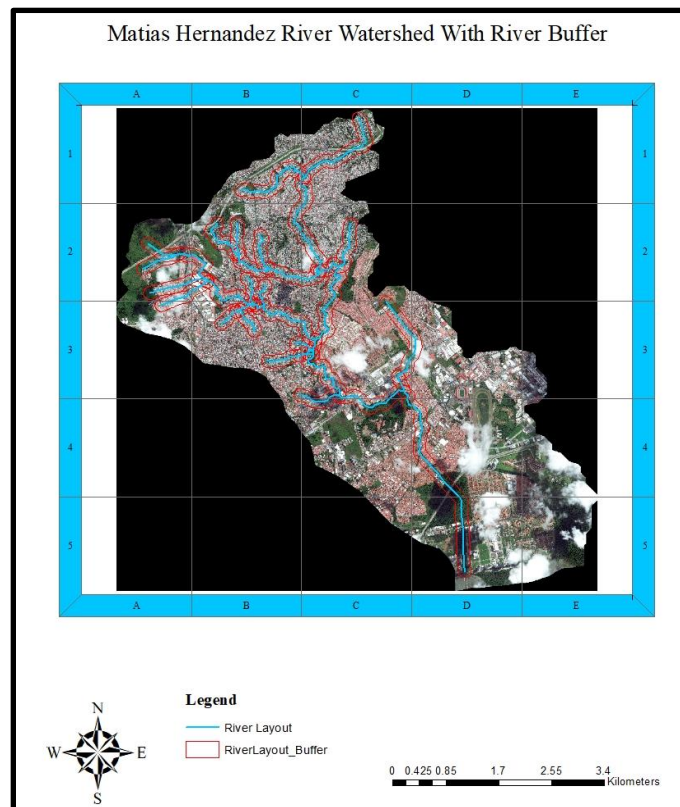 Matias Hernandez River Watershed With River Buffer
A B C D E
1 1
2 2
3 3
4 4
5 5
A B C D E
N
W E
S
Legend
River Layout
RiverLayout_Buffer
0 0.425 0.85 1.7 2.55 3.4
Kilometers